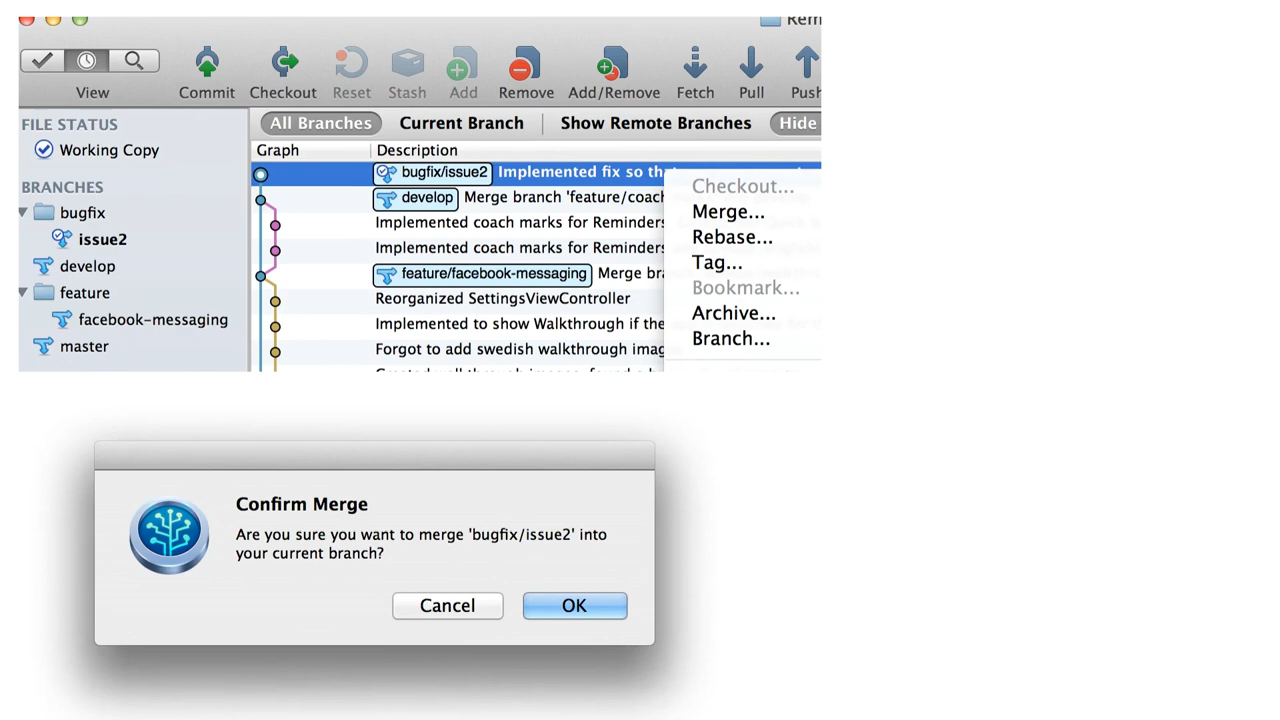 Rem
View
Commit
Checkout
Reset
Stash
Add
Remove
Add/Remove
Fetch
Pull
Push
FILE STATUS
Working Copy
BRANCHES
bugfix
issue2
develop
feature
facebook-messaging
master
All Branches
Current Branch
Show Remote Branches
Hide
Graph
Description
bugfix/issue2 Implemented fix so
develop Merge branch 'feature/coach
Implemented coach marks for Reminders
Implemented coach marks for Reminders
feature/facebook-messaging Merge
Reorganized SettingsViewController
Implemented to show Walkthrough if the
Forgot to add swedish walkthrough
Checkout...
Merge...
Rebase...
Tag...
Bookmark...
Archive...
Branch...
Confirm Merge
Are you sure you want to merge 'bugfix/issue2' into
your current branch?
Cancel
OK